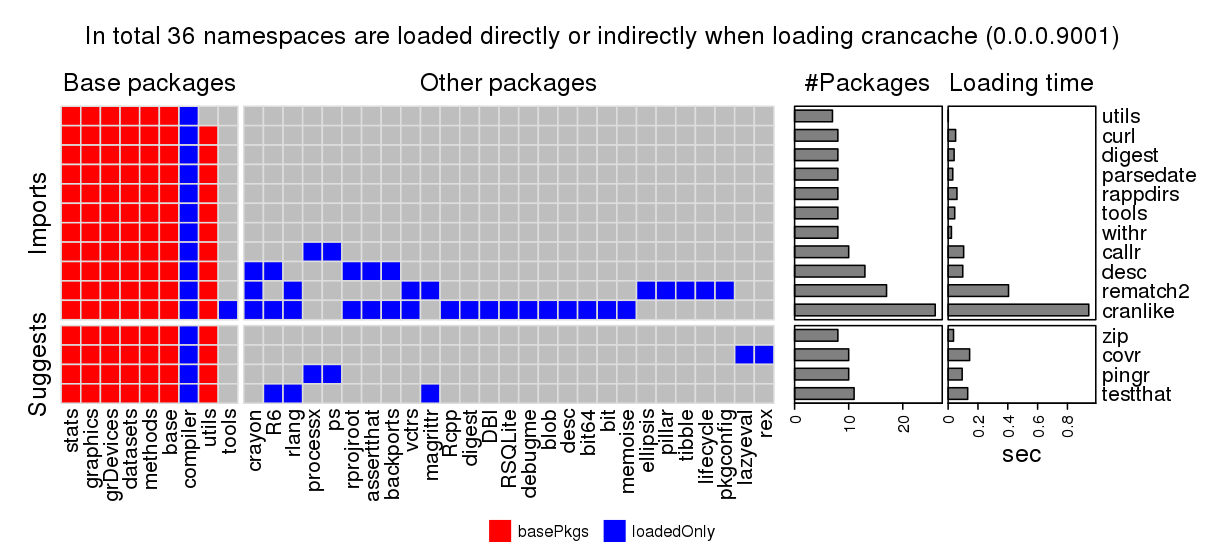 In total 36 namespaces are loaded directly or indirectly when loading crancache (0.0.0.9001)
Base packages
Other packages
#Packages
Loading time
Imports
Suggests
utils
curl
digest
parsedate
rappdirs
tools
withr
callr
desc
rematch2
cranlike
zip
covr
pingr
testthat
stats
graphics
grDevices
datasets
methods
base
compiler
utils
tools
crayon
R6
rlang
processx
ps
rprojroot
assertthat
backports
vctrs
magrittr
Rcpp
digest
DBI
RSQLite
debugme
blob
desc
bit64
bit
memoise
ellipsis
pillar
tibble
lifecycle
pkgconfig
lazyeval
rex
0
10
20
0
0.2
0.4
0.6
0.8
sec
basePkgs
loadedOnly